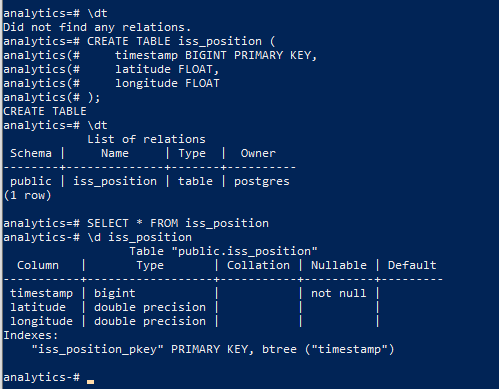 analytics=# \dt
Did not find any relations.
analytics=# CREATE TABLE iss_position (
analytics(#     timestamp BIGINT PRIMARY KEY,
analytics(#     latitude FLOAT,
analytics(#     longitude FLOAT
analytics(# );
CREATE TABLE
analytics=# \dt
            List of relations
 Schema |     Name     | Type  |  Owner
--------+--------------+-------+----------
 public | iss_position | table | postgres
(1 row)

analytics=# SELECT * FROM iss_position
analytics-# \d iss_position
                 Table "public.iss_position"
  Column   |       Type       | Collation | Nullable | Default
-----------+------------------+-----------+----------+---------
 timestamp | bigint           |           | not null |
 latitude  | double precision |           |          |
 longitude | double precision |           |          |
Indexes:
    "iss_position_pkey" PRIMARY KEY, btree ("timestamp")

analytics-#